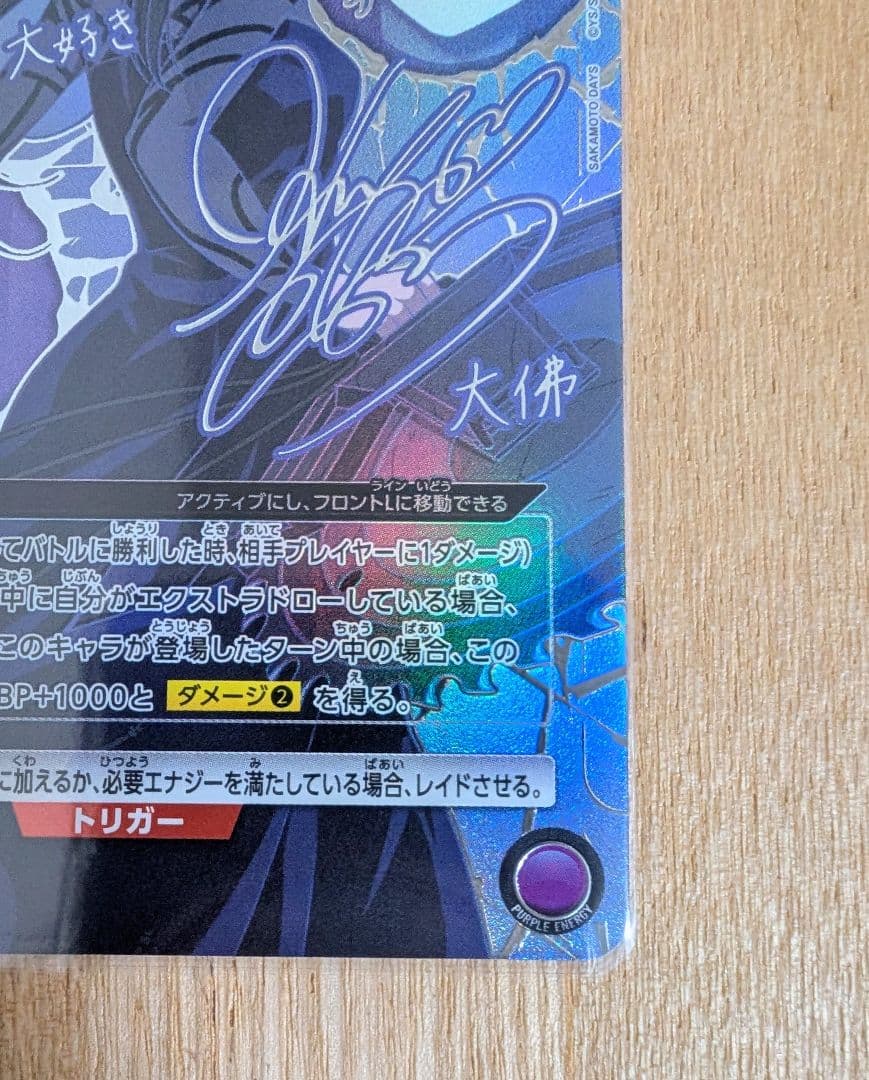 大好き
©YS/S
SAKAMOTO DAYS
大佛
アクティブにし、フロントLに移動できる
てバトルに勝利した時、相手プレイヤーに1ダメージ)
中に自分がエクストラドローしている場合、
このキャラが登場したターン中の場合、この
BP+1000と ダメージ❷ を得る。
に加えるか、必要エナジーを満たしている場合、レイドさせる。
トリガー
PURPLE ENERGY